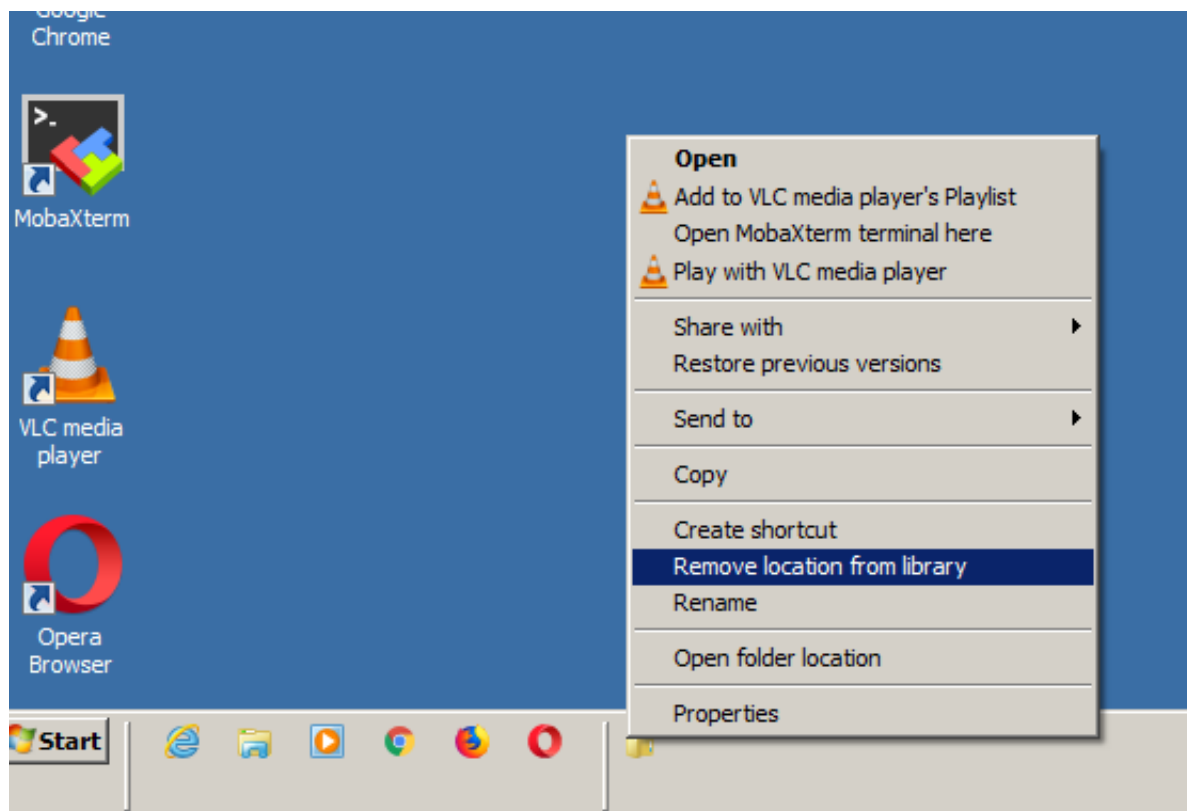 Google
Chrome
>_
MobaXterm
VLC media
player
Opera
Browser
Open
Add to VLC media player's Playlist
Open MobaXterm terminal here
Play with VLC media player
Share with
Restore previous versions
Send to
Copy
Create shortcut
Remove location from library
Rename
Open folder location
Properties
Start